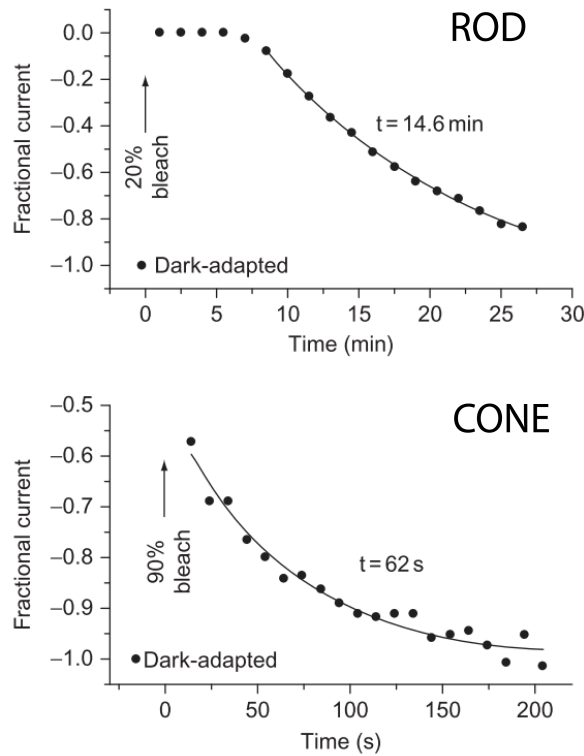 ROD
Fractional current
0.0
−0.2
−0.4
−0.6
−0.8
−1.0
20%
bleach
t = 14.6 min
Dark-adapted
0
5
10
15
20
25
30
Time (min)
CONE
Fractional current
−0.5
−0.6
−0.7
−0.8
−0.9
−1.0
90%
bleach
t = 62 s
Dark-adapted
0
50
100
150
200
Time (s)